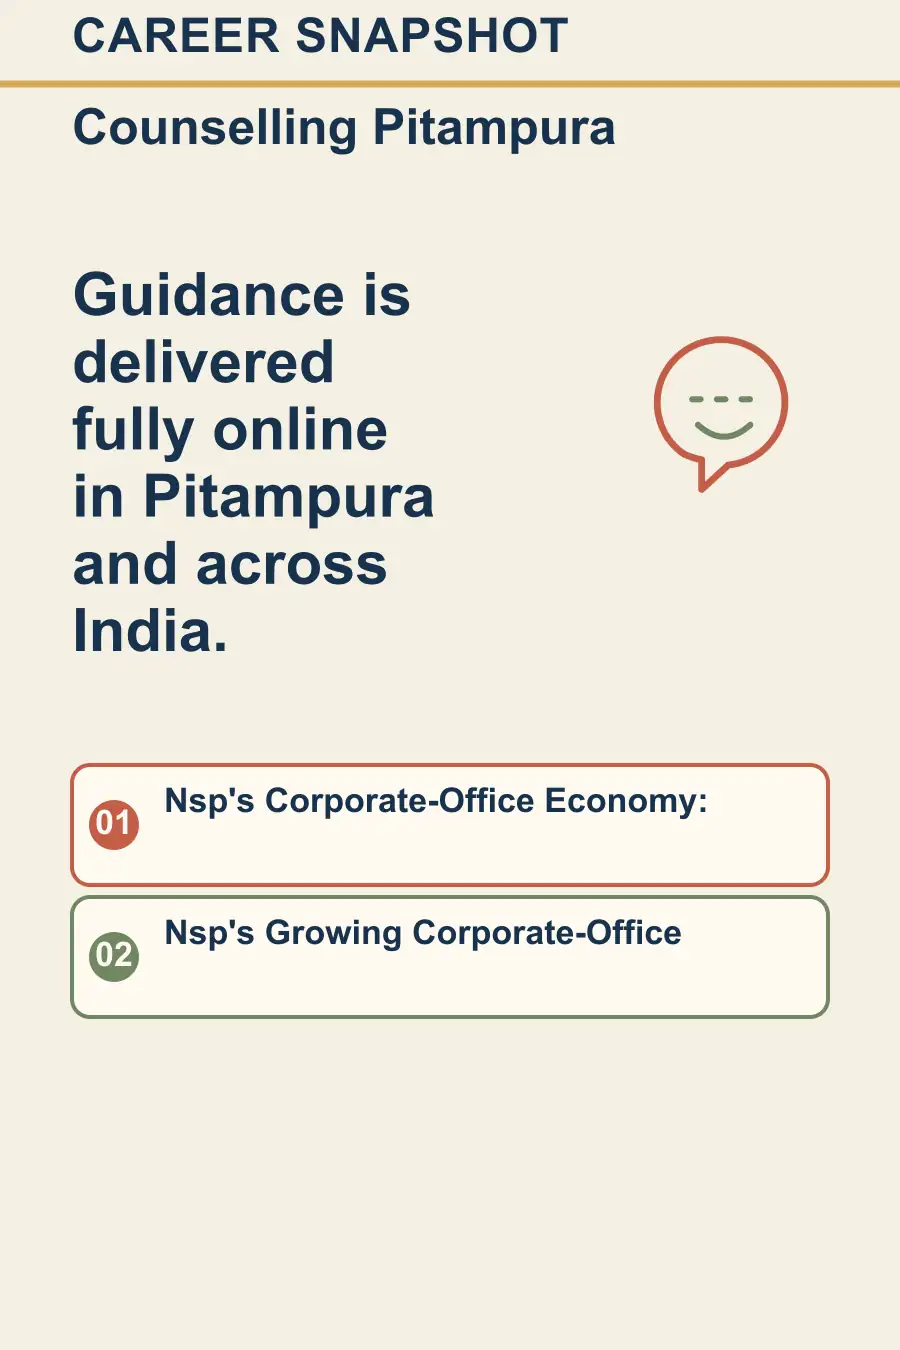 CAREER SNAPSHOT
Counselling Pitampura
Guidance is
delivered
fully online
in Pitampura
and across
India.
01
Nsp's Corporate-Office Economy:
02
Nsp's Growing Corporate-Office